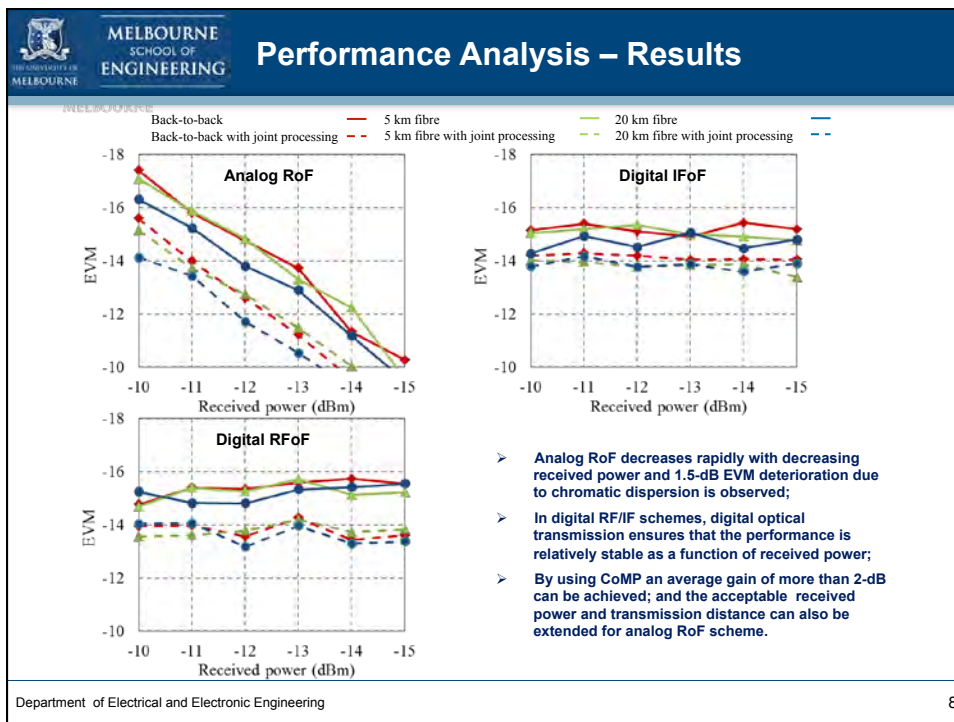 MELBOURNE
SCHOOL OF
ENGINEERING
THE UNIVERSITY OF
MELBOURNE
Performance Analysis – Results
MELBOURNE
Back-to-back 5 km fibre 20 km fibre
Back-to-back with joint processing 5 km fibre with joint processing 20 km fibre with joint processing
Analog RoF
EVM
-18
-16
-14
-12
-10
-10 -11 -12 -13 -14 -15
Received power (dBm)
Digital IFoF
EVM
-18
-16
-14
-12
-10
-10 -11 -12 -13 -14 -15
Received power (dBm)
Digital RFoF
EVM
-18
-16
-14
-12
-10
-10 -11 -12 -13 -14 -15
Received power (dBm)
➢ Analog RoF decreases rapidly with decreasing
received power and 1.5-dB EVM deterioration due
to chromatic dispersion is observed;
➢ In digital RF/IF schemes, digital optical
transmission ensures that the performance is
relatively stable as a function of received power;
➢ By using CoMP an average gain of more than 2-dB
can be achieved; and the acceptable received
power and transmission distance can also be
extended for analog RoF scheme.
Department of Electrical and Electronic Engineering
8